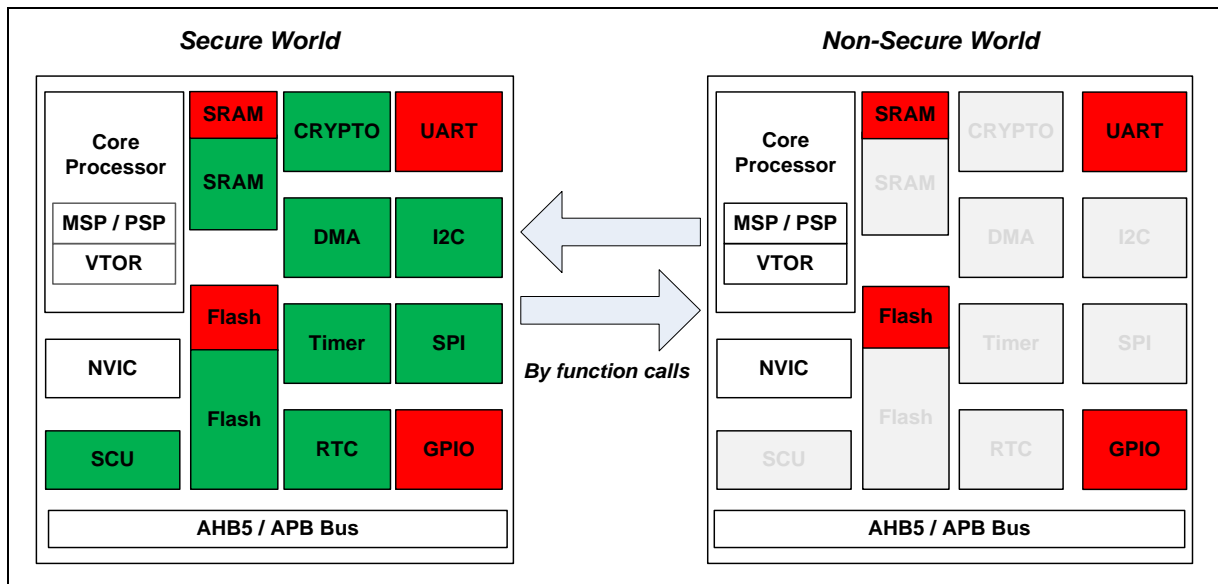 Secure World
Non-Secure World
Core
Processor
MSP / PSP
VTOR
NVIC
SCU
SRAM
SRAM
Flash
Flash
CRYPTO
UART
DMA
I2C
Timer
SPI
RTC
GPIO
AHB5 / APB Bus
By function calls
Core
Processor
MSP / PSP
VTOR
NVIC
SCU
SRAM
SRAM
Flash
Flash
CRYPTO
UART
DMA
I2C
Timer
SPI
RTC
GPIO
AHB5 / APB Bus